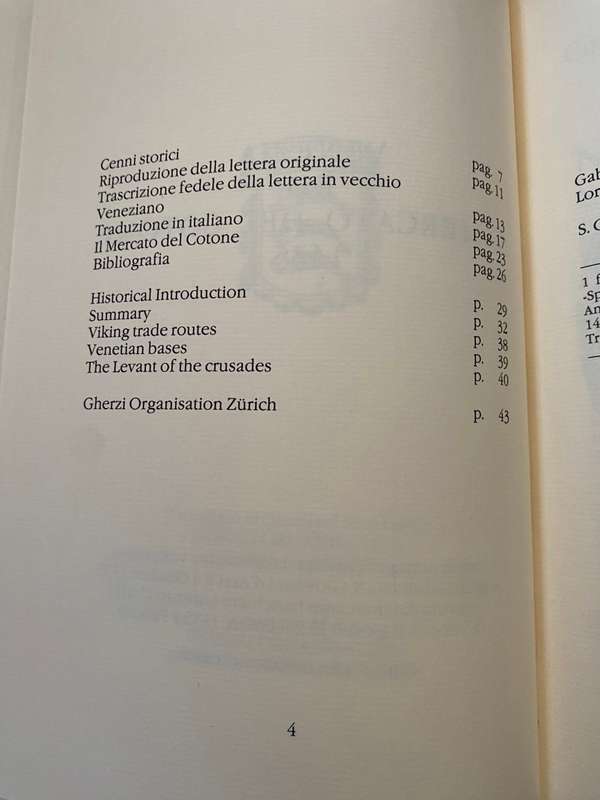 Cenni storici pag. 7
Riproduzione della lettera originale pag. 11
Trascrizione fedele della lettera in vecchio
Veneziano pag. 13
Traduzione in italiano pag. 17
Il Mercato del Cotone pag. 23
Bibliografia pag. 26
Historical Introduction p. 29
Summary p. 32
Viking trade routes p. 38
Venetian bases p. 39
The Levant of the crusades p. 40
Gherzi Organisation Zürich p. 43
4